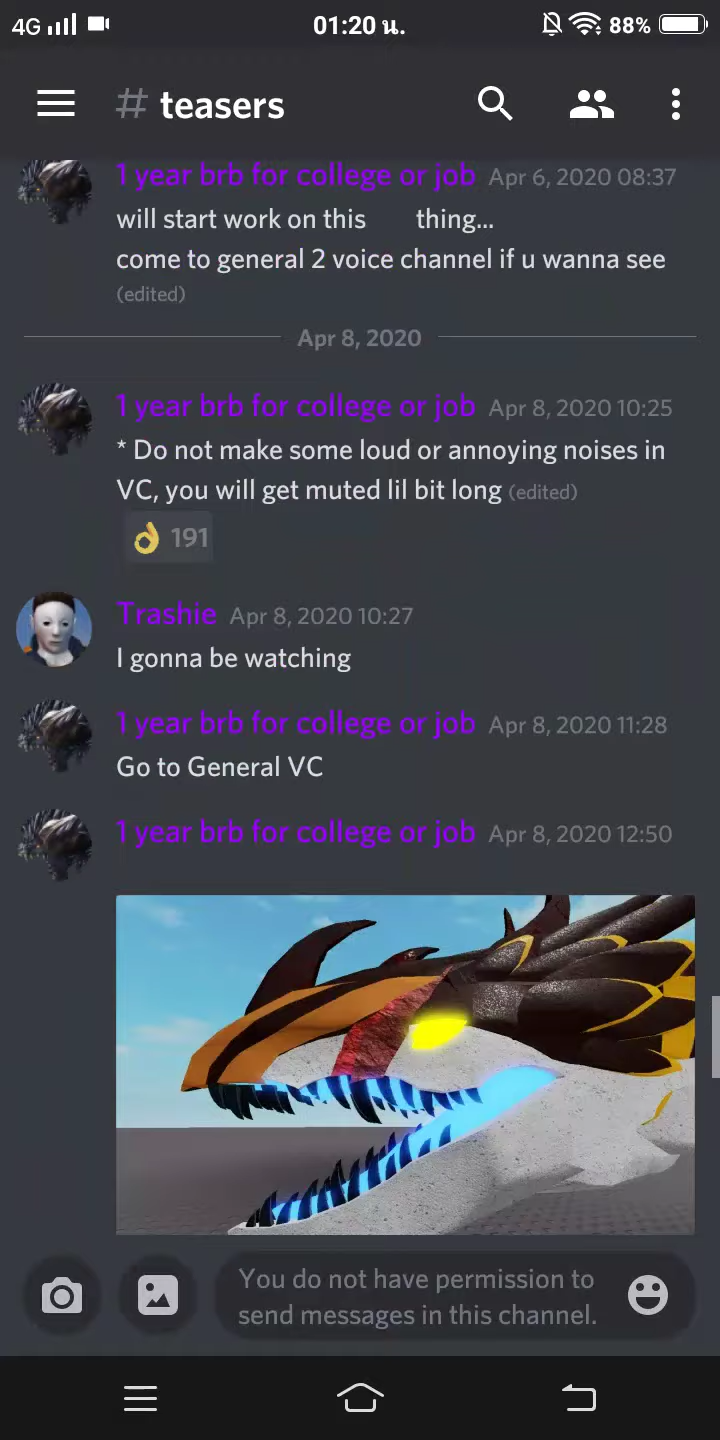 4G 01:20 น. 88%
# teasers
1 year brb for college or job Apr 6, 2020 08:37
will start work on this thing...
come to general 2 voice channel if u wanna see
(edited)
Apr 8, 2020
1 year brb for college or job Apr 8, 2020 10:25
* Do not make some loud or annoying noises in
VC, you will get muted lil bit long (edited)
191
Trashie Apr 8, 2020 10:27
I gonna be watching
1 year brb for college or job Apr 8, 2020 11:28
Go to General VC
1 year brb for college or job Apr 8, 2020 12:50
You do not have permission to
send messages in this channel.